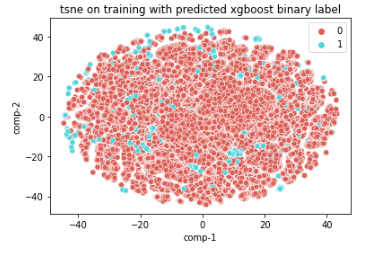 tsne on training with predicted xgboost binary label
0
1
40
20
0
−20
−40
comp-2
−40 −20 0 20 40
comp-1